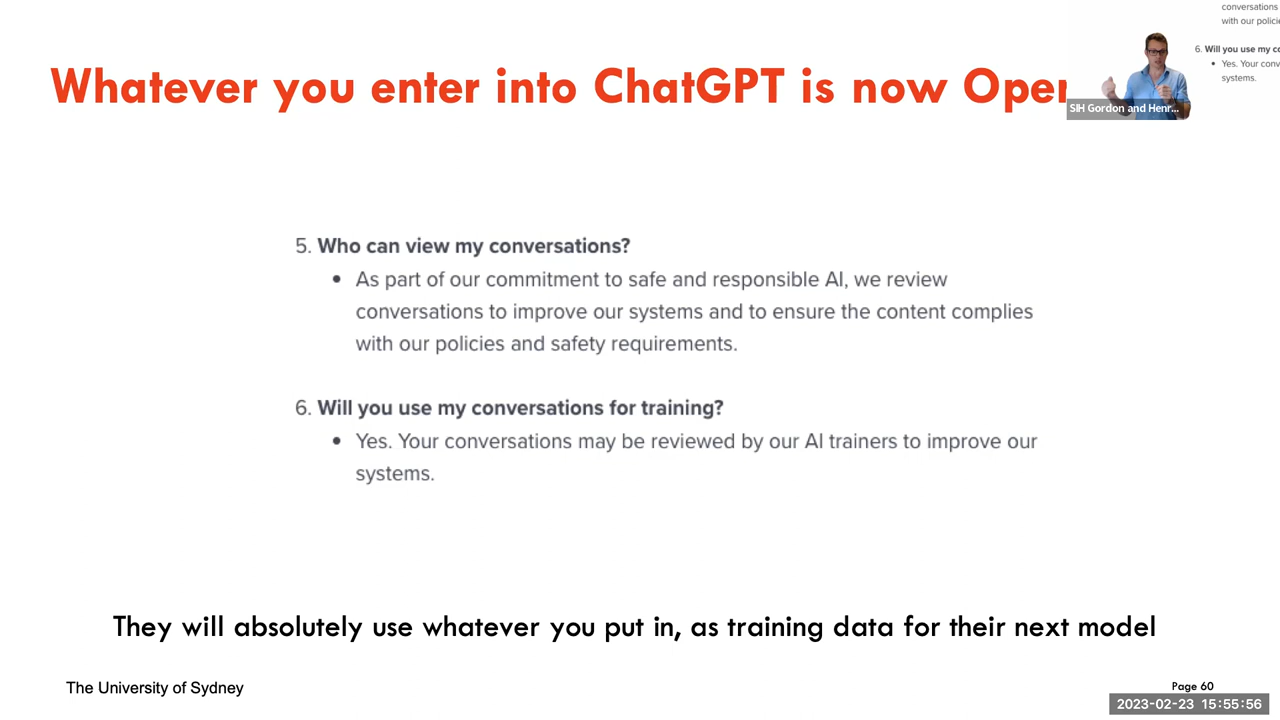 conversations
with our
Whatever you enter into ChatGPT is now
6. Will you use my
• Yes. Your
systems.
SIH Gordon and Henr...
5. Who can view my conversations?
• As part of our commitment to safe and responsible AI, we review
conversations to improve our systems and to ensure the content complies
with our policies and safety requirements.
6. Will you use my conversations for training?
• Yes. Your conversations may be reviewed by our AI trainers to improve our
systems.
They will absolutely use whatever you put in, as training data for their next model
The University of Sydney
Page 60
2023-02-23 15:55:56